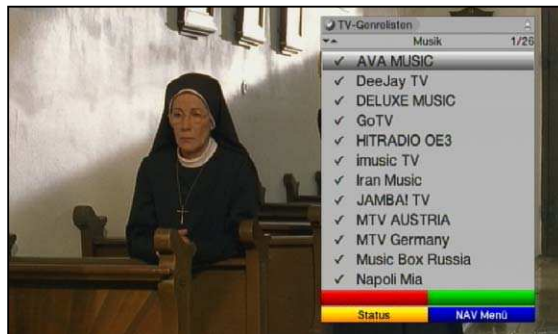 TV-Genrelisten
Musik 1/26
AVA MUSIC
DeeJay TV
DELUXE MUSIC
GoTV
HITRADIO OE3
imusic TV
Iran Music
JAMBA! TV
MTV AUSTRIA
MTV Germany
Music Box Russia
Napoli Mia
Status NAV Menü